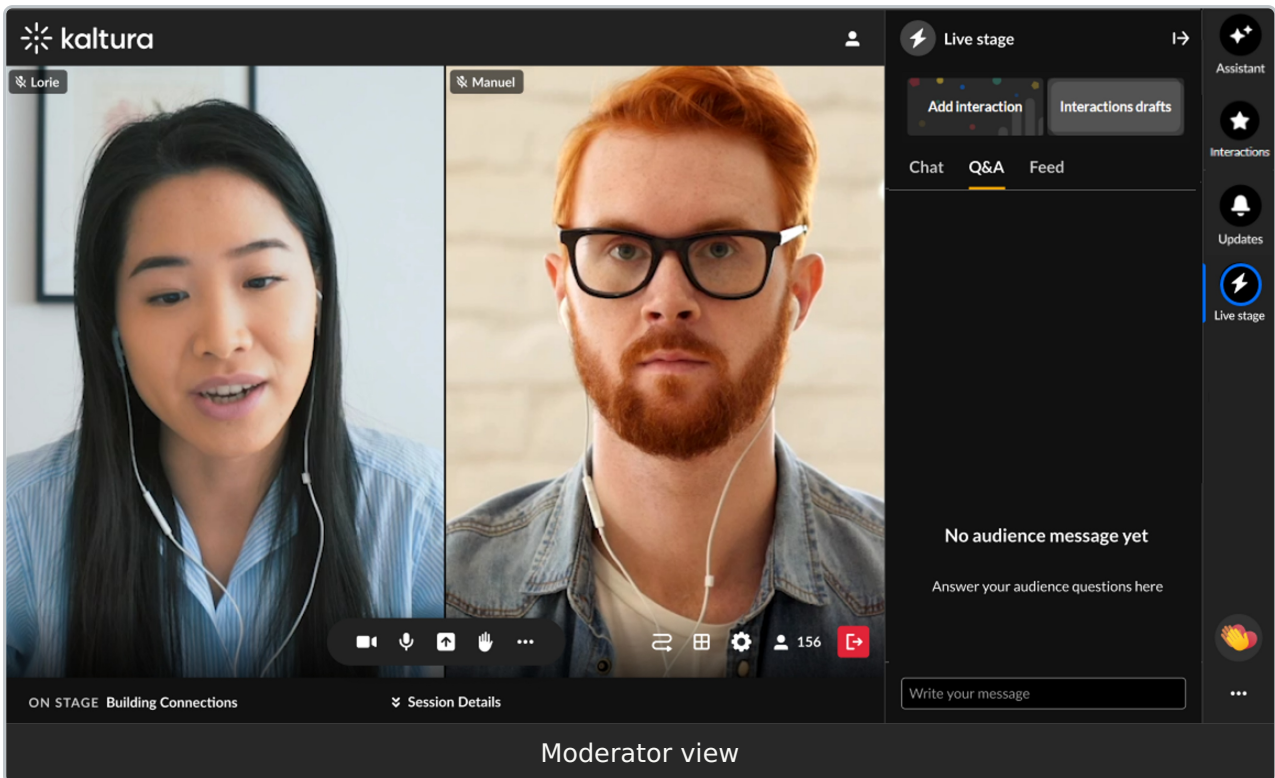 kaltura
Lorie
Manuel
ON STAGE Building Connections
Session Details
156
Live stage
Add interaction
Interactions drafts
Chat Q&A Feed
No audience message yet
Answer your audience questions here
Write your message
Assistant
Interactions
Updates
Live stage
Moderator view